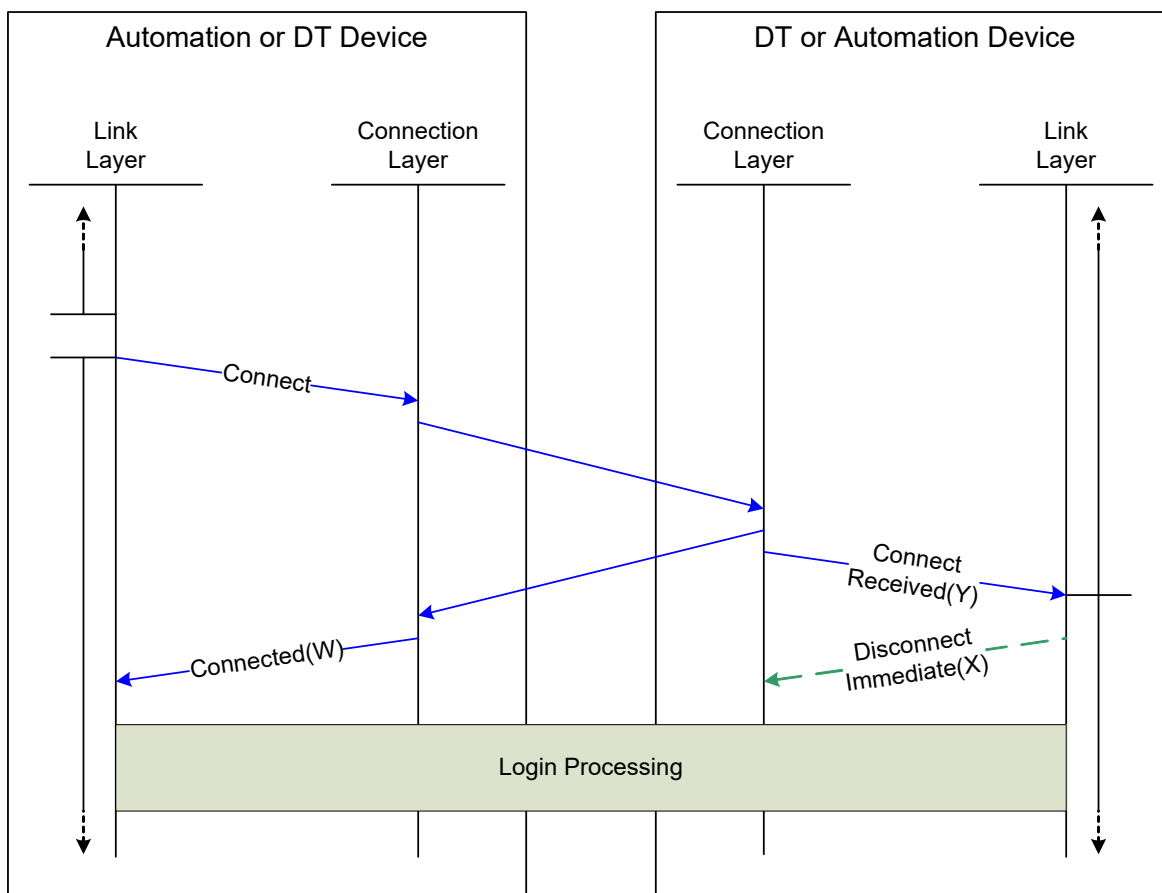 Automation or DT Device
DT or Automation Device
Link
Layer
Connection
Layer
Connection
Layer
Link
Layer
Connect
Connect
Received(Y)
Connected(W)
Disconnect
Immediate(X)
Login Processing